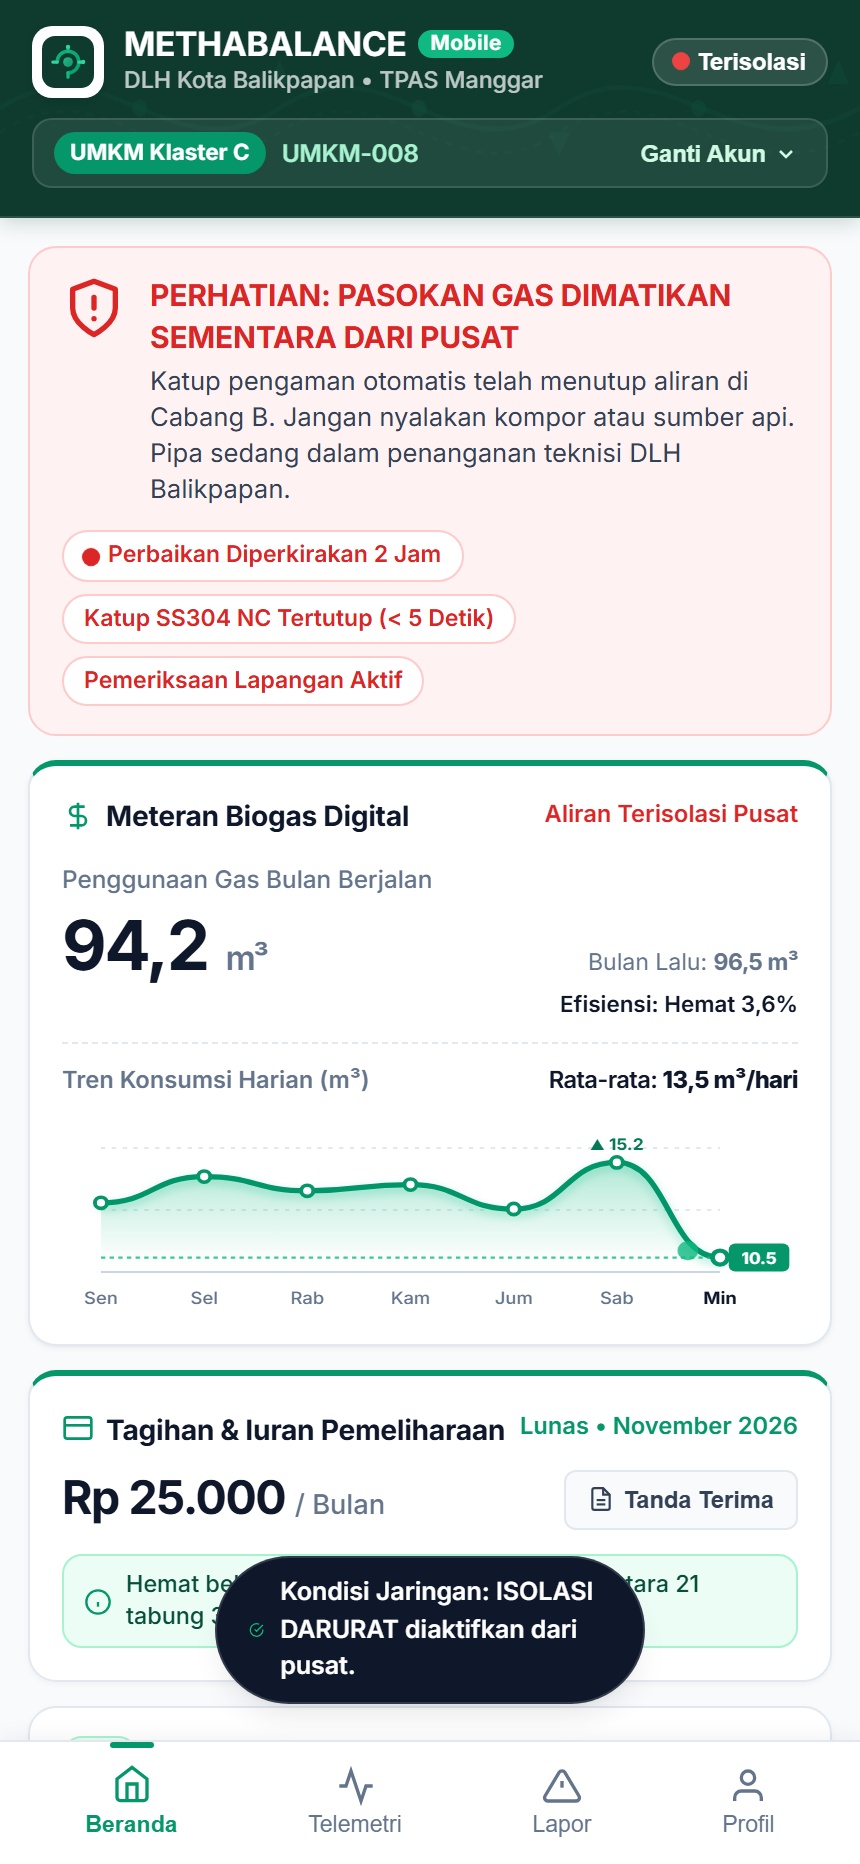 METHABALANCE Mobile
DLH Kota Balikpapan • TPAS Manggar
Terisolasi
UMKM Klaster C UMKM-008 Ganti Akun
PERHATIAN: PASOKAN GAS DIMATIKAN
SEMENTARA DARI PUSAT
Katup pengaman otomatis telah menutup aliran di
Cabang B. Jangan nyalakan kompor atau sumber api.
Pipa sedang dalam penanganan teknisi DLH
Balikpapan.
Perbaikan Diperkirakan 2 Jam
Katup SS304 NC Tertutup (< 5 Detik)
Pemeriksaan Lapangan Aktif
Meteran Biogas Digital Aliran Terisolasi Pusat
Penggunaan Gas Bulan Berjalan
94,2 m³
Bulan Lalu: 96,5 m³
Efisiensi: Hemat 3,6%
Tren Konsumsi Harian (m³) Rata-rata: 13,5 m³/hari
▲ 15.2
10.5
Sen Sel Rab Kam Jum Sab Min
Tagihan & Iuran Pemeliharaan Lunas • November 2026
Rp 25.000 / Bulan Tanda Terima
Hemat 21
tabung
Kondisi Jaringan: ISOLASI
DARURAT diaktifkan dari
pusat.
Beranda Telemetri Lapor Profil